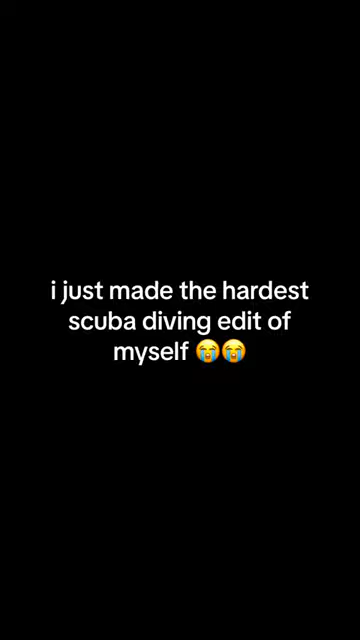 i just made the hardest
scuba diving edit of
myself 😭😭